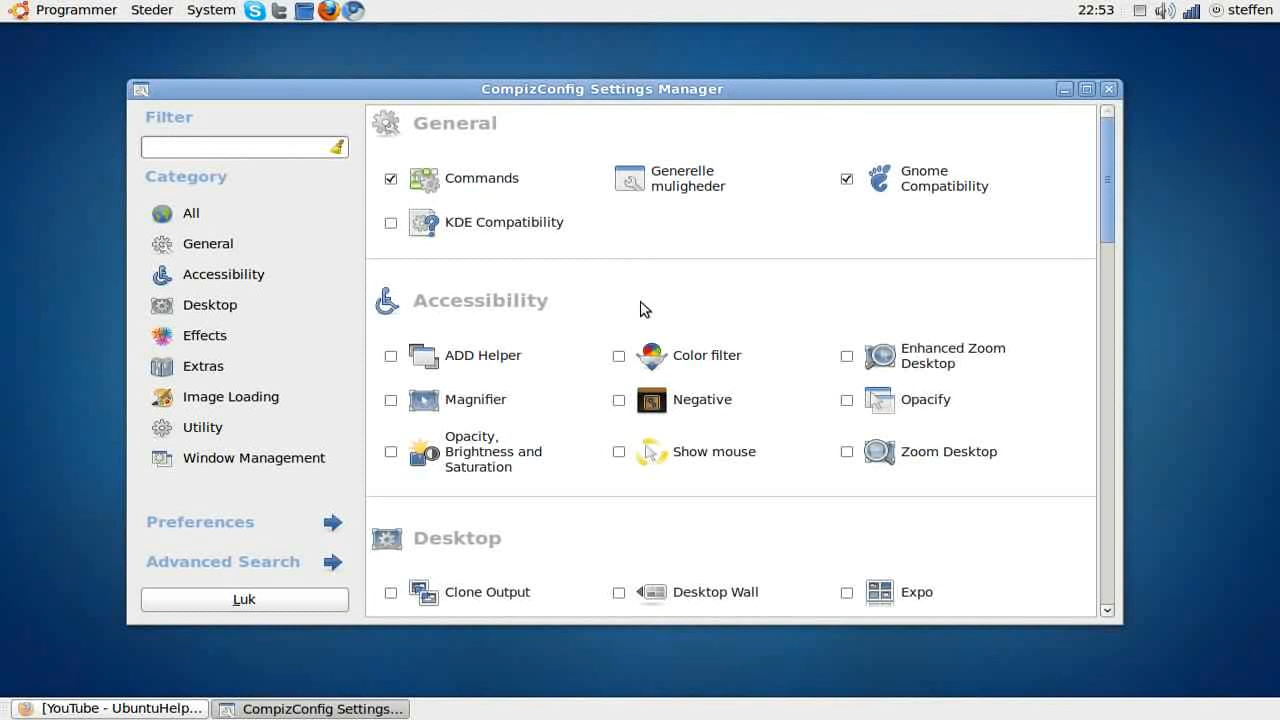 Programmer Steder System 22:53 steffen
CompizConfig Settings Manager
Filter
Category
All
General
Accessibility
Desktop
Effects
Extras
Image Loading
Utility
Window Management
Preferences
Advanced Search
Luk
General
Commands
Generelle
muligheder
Gnome
Compatibility
KDE Compatibility
Accessibility
ADD Helper
Color filter
Enhanced Zoom
Desktop
Magnifier
Negative
Opacify
Opacity,
Brightness and
Saturation
Show mouse
Zoom Desktop
Desktop
Clone Output
Desktop Wall
Expo
[YouTube - UbuntuHelp...
CompizConfig Settings...